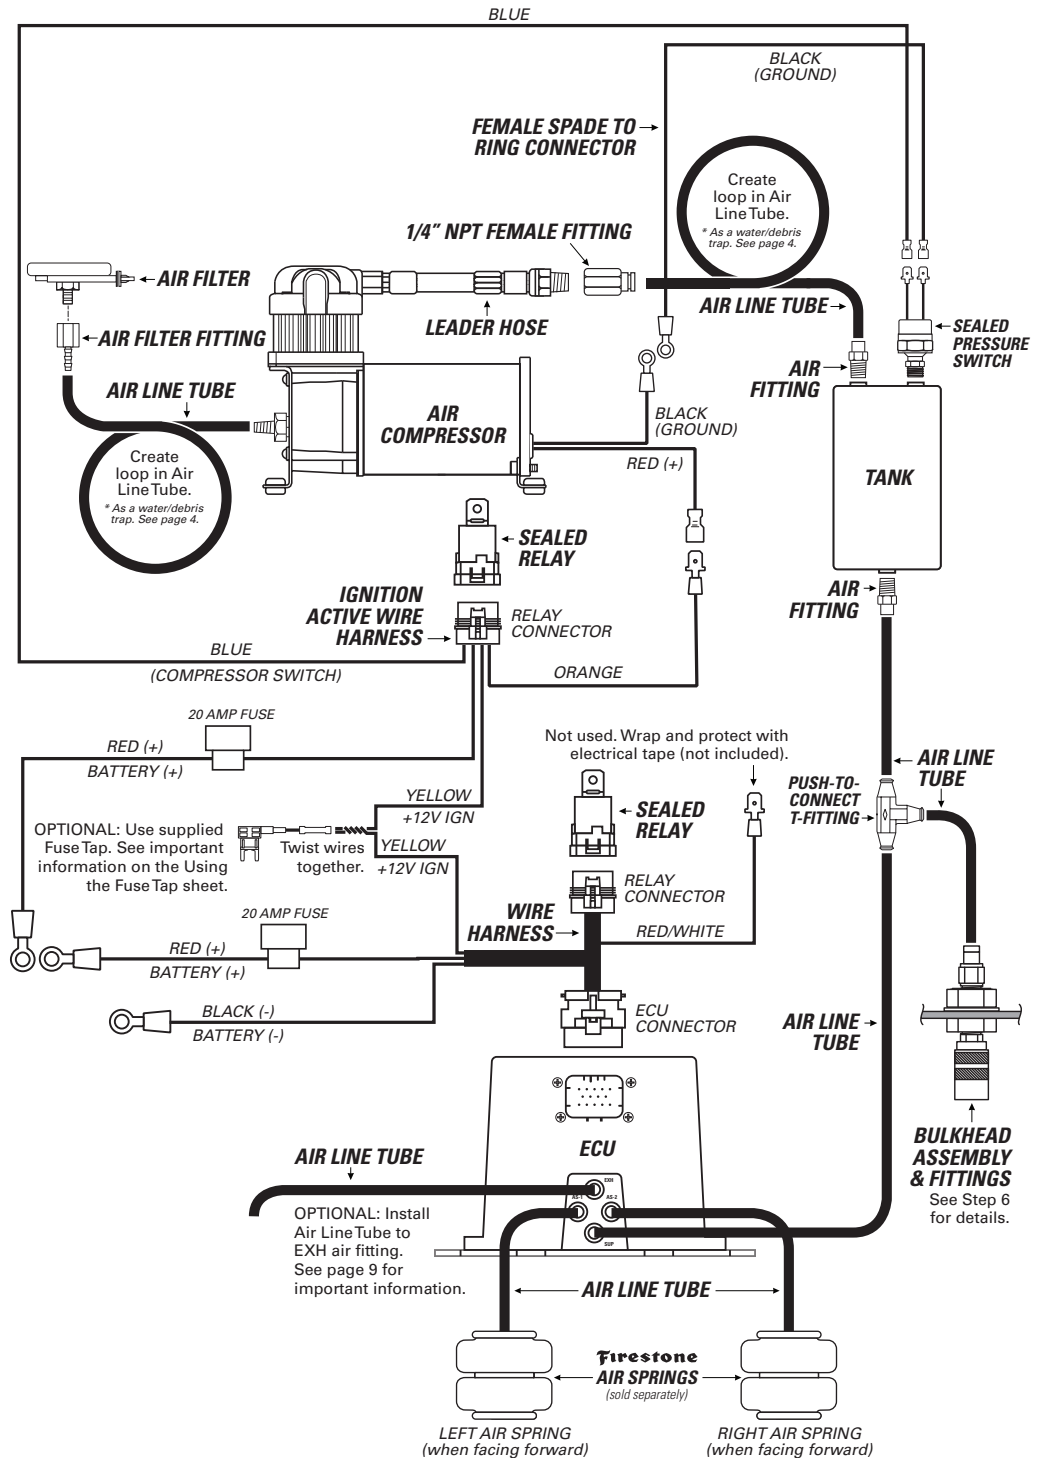 BLUE
BLACK
(GROUND)
FEMALE SPADE TO
RING CONNECTOR
Create
loop in Air
Line Tube.
* As a water/debris
trap. See page 4.
1/4" NPT FEMALE FITTING
AIR FILTER
LEADER HOSE
AIR LINE TUBE
SEALED
PRESSURE
SWITCH
AIR FILTER FITTING
AIR
FITTING
AIR LINE TUBE
AIR
COMPRESSOR
BLACK
(GROUND)
RED (+)
TANK
Create
loop in Air
Line Tube.
* As a water/debris
trap. See page 4.
SEALED
RELAY
IGNITION
ACTIVE WIRE
HARNESS
RELAY
CONNECTOR
AIR
FITTING
BLUE
(COMPRESSOR SWITCH)
ORANGE
20 AMP FUSE
RED (+)
BATTERY (+)
Not used. Wrap and protect with
electrical tape (not included).
AIR LINE
TUBE
PUSH-TO-
CONNECT
T-FITTING
YELLOW
+12V IGN
SEALED
RELAY
OPTIONAL: Use supplied
Fuse Tap. See important
information on the Using
the Fuse Tap sheet.
Twist wires
together.
YELLOW
+12V IGN
RELAY
CONNECTOR
WIRE
HARNESS
RED/WHITE
20 AMP FUSE
RED (+)
BATTERY (+)
BLACK (-)
BATTERY (-)
ECU
CONNECTOR
AIR LINE
TUBE
BULKHEAD
ASSEMBLY
& FITTINGS
See Step 6
for details.
ECU
AIR LINE TUBE
EXH
AS-1
AS-2
SUP
OPTIONAL: Install
Air Line Tube to
EXH air fitting.
See page 9 for
important information.
AIR LINE TUBE
Firestone
AIR SPRINGS
(sold separately)
LEFT AIR SPRING
(when facing forward)
RIGHT AIR SPRING
(when facing forward)